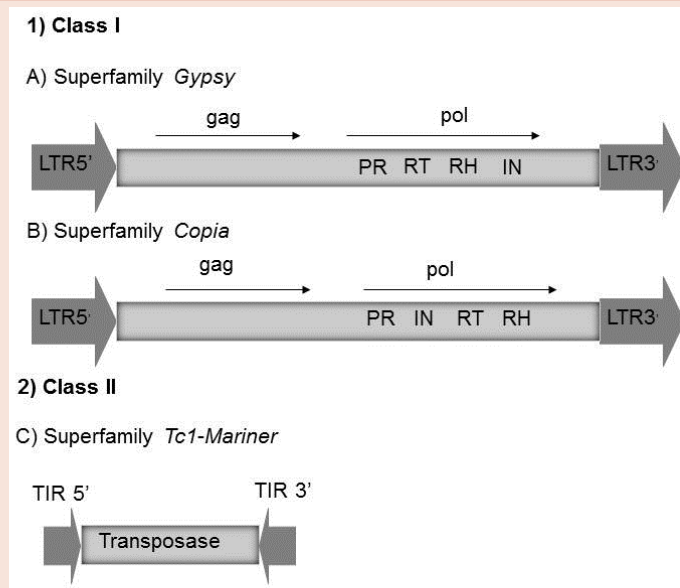 1) Class I
A) Superfamily Gypsy
gag pol
LTR5' PR RT RH IN LTR3'
B) Superfamily Copia
gag pol
LTR5' PR IN RT RH LTR3'
2) Class II
C) Superfamily Tc1-Mariner
TIR 5' TIR 3'
Transposase